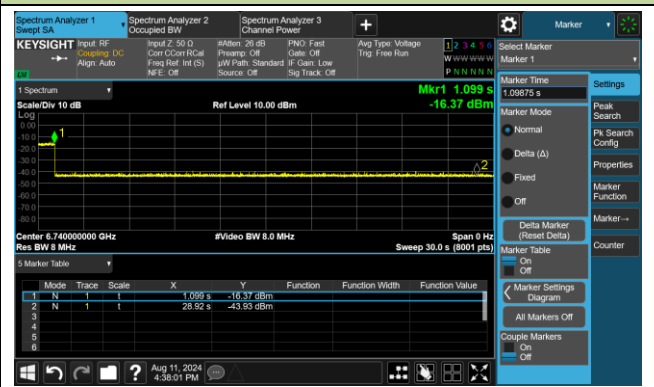 Spectrum Analyzer 1
Swept SA
Spectrum Analyzer 2
Occupied BW
Spectrum Analyzer 3
Channel Power
+
Marker
KEYSIGHT
Input: RF
Coupling: DC
Align: Auto
Input Z: 50 Ω
Corr CCorr RCal
Freq Ref: Int (S)
NFE: Off
#Atten: 26 dB
Preamp: Off
µW Path: Standard
Source: Off
PNO: Fast
Gate: Off
IF Gain: Low
Sig Track: Off
Avg Type: Voltage
Trig: Free Run
1 2 3 4 5 6
W W W W W W
P N N N N N
LXI
1 Spectrum
Scale/Div 10 dB
Ref Level 10.00 dBm
Mkr1 1.099 s
-16.37 dBm
Log
0.00
-10.0
-20.0
-30.0
-40.0
-50.0
-60.0
-70.0
-80.0
1
2
Center 6.740000000 GHz
Res BW 8 MHz
#Video BW 8.0 MHz
Span 0 Hz
Sweep 30.0 s (8001 pts)
5 Marker Table
Mode Trace Scale X Y Function Function Width Function Value
1 N 1 t 1.099 s -16.37 dBm
2 N 1 t 28.92 s -43.93 dBm
3
4
5
6
Aug 11, 2024
4:38:01 PM
Select Marker
Marker 1
Marker Time
1.09875 s
Marker Mode
Normal
Delta (Δ)
Fixed
Off
Delta Marker
(Reset Delta)
Marker Table
On
Off
Marker Settings
Diagram
All Markers Off
Couple Markers
On
Off
Settings
Peak
Search
Pk Search
Config
Properties
Marker
Function
Marker→
Counter